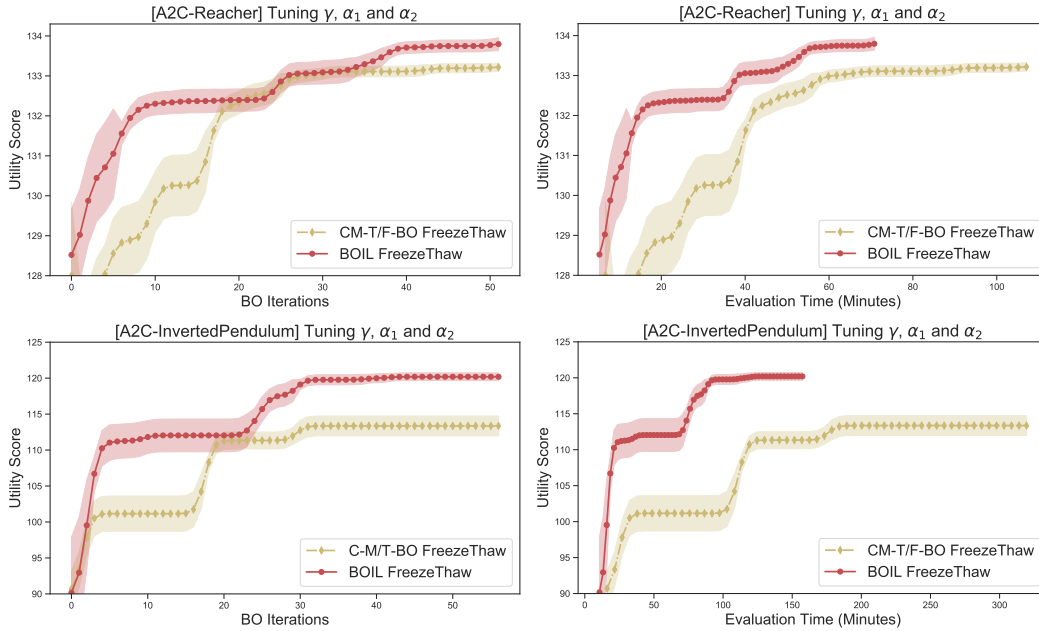 [A2C-Reacher] Tuning γ, α1 and α2
134
133
132
131
130
129
128
Utility Score
0 10 20 30 40 50
BO Iterations
CM-T/F-BO FreezeThaw
BOIL FreezeThaw
[A2C-Reacher] Tuning γ, α1 and α2
134
133
132
131
130
129
128
Utility Score
20 40 60 80 100
Evaluation Time (Minutes)
CM-T/F-BO FreezeThaw
BOIL FreezeThaw
[A2C-InvertedPendulum] Tuning γ, α1 and α2
125
120
115
110
105
100
95
90
Utility Score
0 10 20 30 40 50
BO Iterations
C-M/T-BO FreezeThaw
BOIL FreezeThaw
[A2C-InvertedPendulum] Tuning γ, α1 and α2
125
120
115
110
105
100
95
90
Utility Score
0 50 100 150 200 250 300
Evaluation Time (Minutes)
CM-T/F-BO FreezeThaw
BOIL FreezeThaw